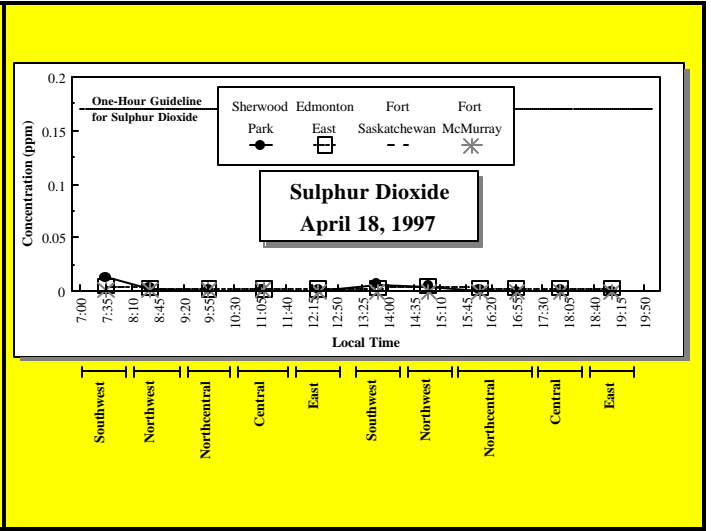 0.2
0.15
0.1
0.05
0
Concentration (ppm)
One-Hour Guideline
for Sulphur Dioxide
Sherwood Edmonton Fort Fort
Park East Saskatchewan McMurray
Sulphur Dioxide
April 18, 1997
7:00 7:35 8:10 8:45 9:20 9:55 10:30 11:05 11:40 12:15 12:50 13:25 14:00 14:35 15:10 15:45 16:20 16:55 17:30 18:05 18:40 19:15 19:50
Local Time
Southwest Northwest Northcentral Central East Southwest Northwest Northcentral Central East